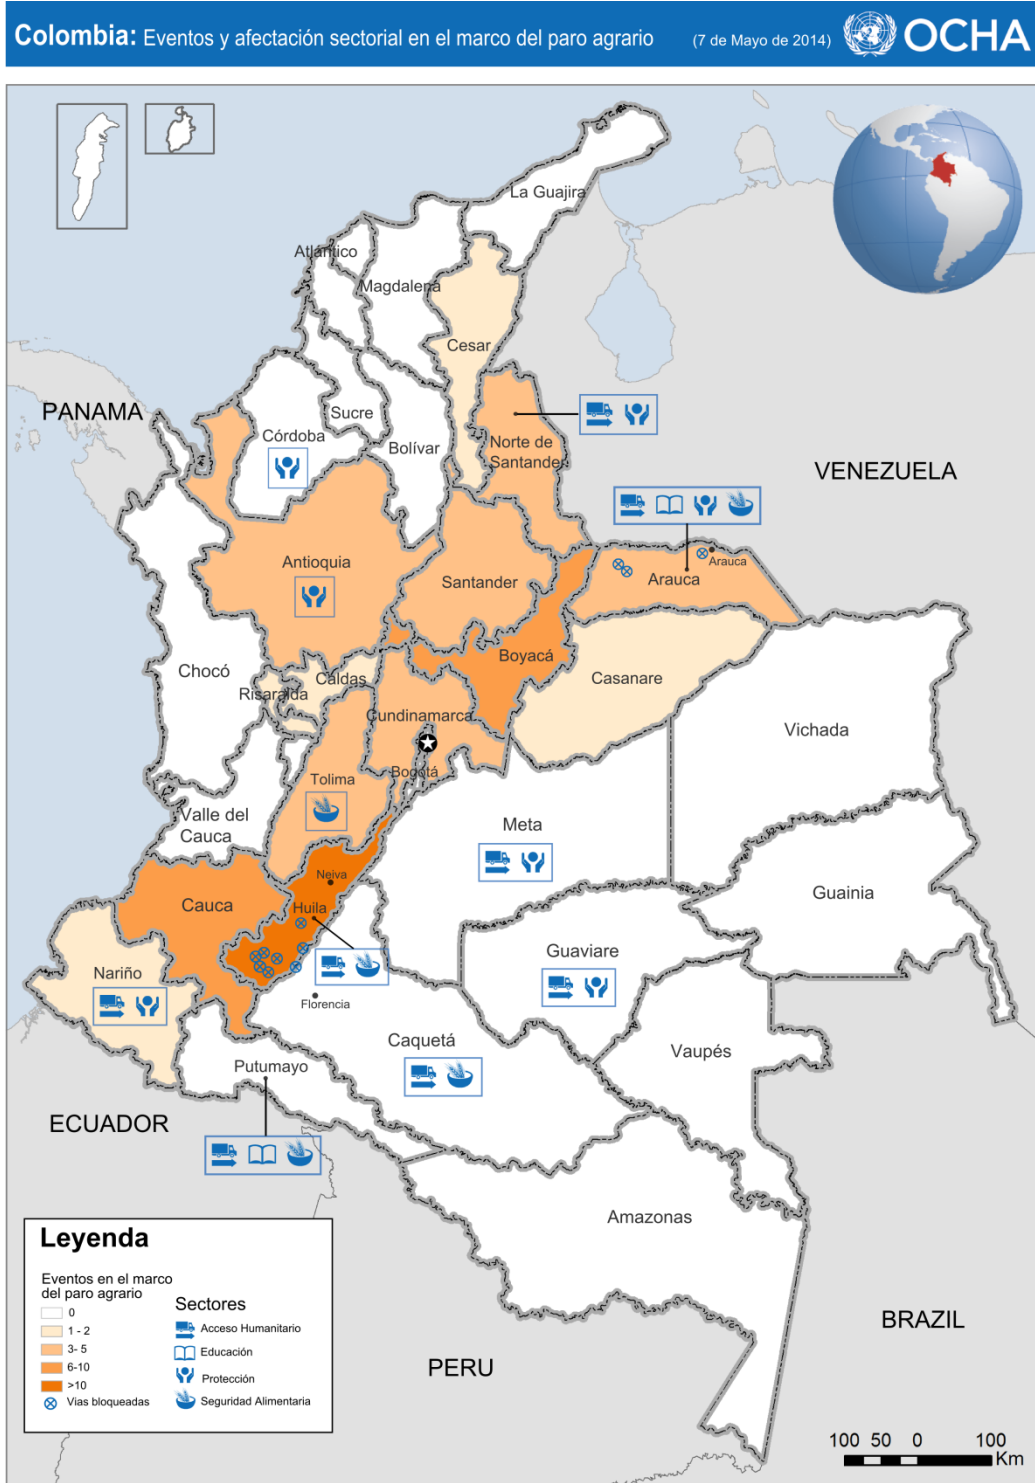 Colombia: Eventos y afectación sectorial en el marco del paro agrario (7 de Mayo de 2014) OCHA
La Guajira
Atlántico
Magdalena
Cesar
PANAMA
Sucre
Córdoba
Bolívar
Norte de
Santander
VENEZUELA
Antioquia
Santander
Arauca
Arauca
Boyacá
Chocó
Caldas
Risaralda
Casanare
Cundinamarca
Vichada
Bogotá
Tolima
Valle del
Cauca
Meta
Neiva
Guainia
Cauca
Huila
Guaviare
Nariño
Florencia
Caquetá
Vaupés
Putumayo
ECUADOR
Amazonas
Leyenda
Eventos en el marco
del paro agrario
0
1 - 2
3- 5
6-10
>10
Vias bloqueadas
Sectores
Acceso Humanitario
Educación
Protección
Seguridad Alimentaria
BRAZIL
PERU
100 50 0 100
Km